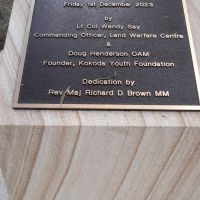 Friday 1st December 2023
by
Lt Col Wendy Say
Commanding Officer, Land Warfare Centre
&
Doug Henderson OAM
Founder, Kokoda Youth Foundation
Dedication by
Rev Maj Richard D Brown MM